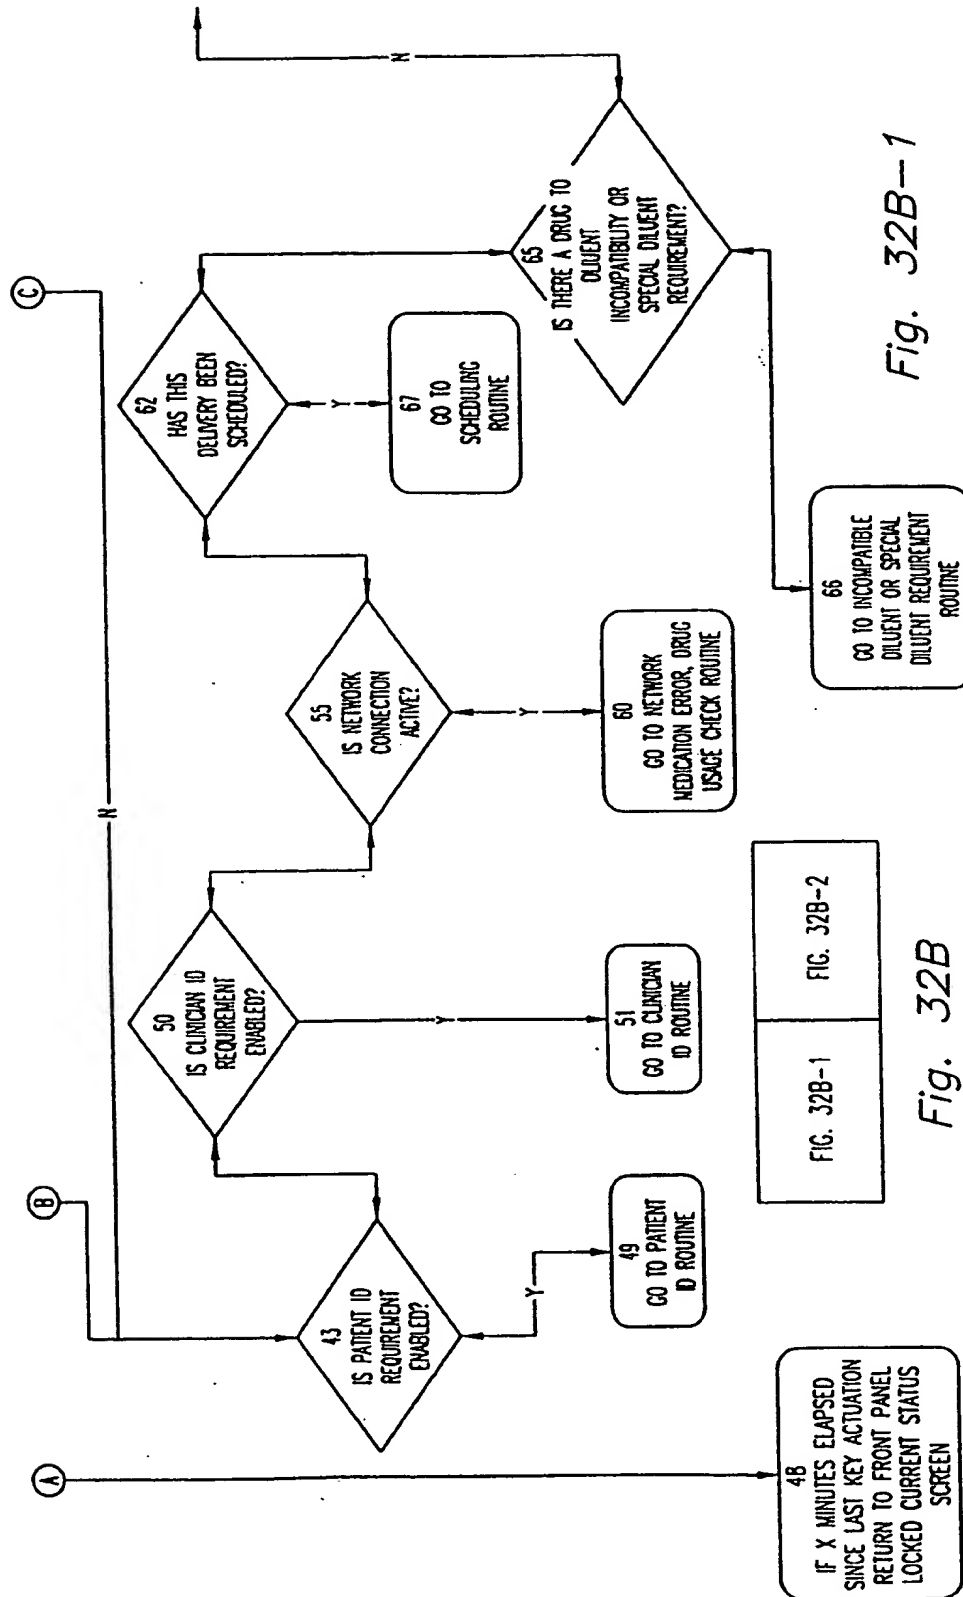 A
B
C
N
48
IF X MINUTES ELAPSED
SINCE LAST KEY ACTUATION
RETURN TO FRONT PANEL
LOCKED CURRENT STATUS
SCREEN
43
IS PATIENT ID
REQUIREMENT
ENABLED?
Y
49
GO TO PATIENT
ID ROUTINE
50
IS CLINICIAN ID
REQUIREMENT
ENABLED?
Y
51
GO TO CLINICIAN
ID ROUTINE
55
IS NETWORK
CONNECTION
ACTIVE?
Y
60
GO TO NETWORK
MEDICATION ERROR, DRUG
USAGE CHECK ROUTINE
62
HAS THIS
DELIVERY BEEN
SCHEDULED?
Y
67
GO TO
SCHEDULING
ROUTINE
65
IS THERE A DRUG TO
DILUENT
INCOMPATIBILITY OR
SPECIAL DILUENT
REQUIREMENT?
N
66
GO TO INCOMPATIBLE
DILUENT OR SPECIAL
DILUENT REQUIREMENT
ROUTINE
FIG. 32B-1
FIG. 32B-2
Fig. 32B
Fig. 32B-1